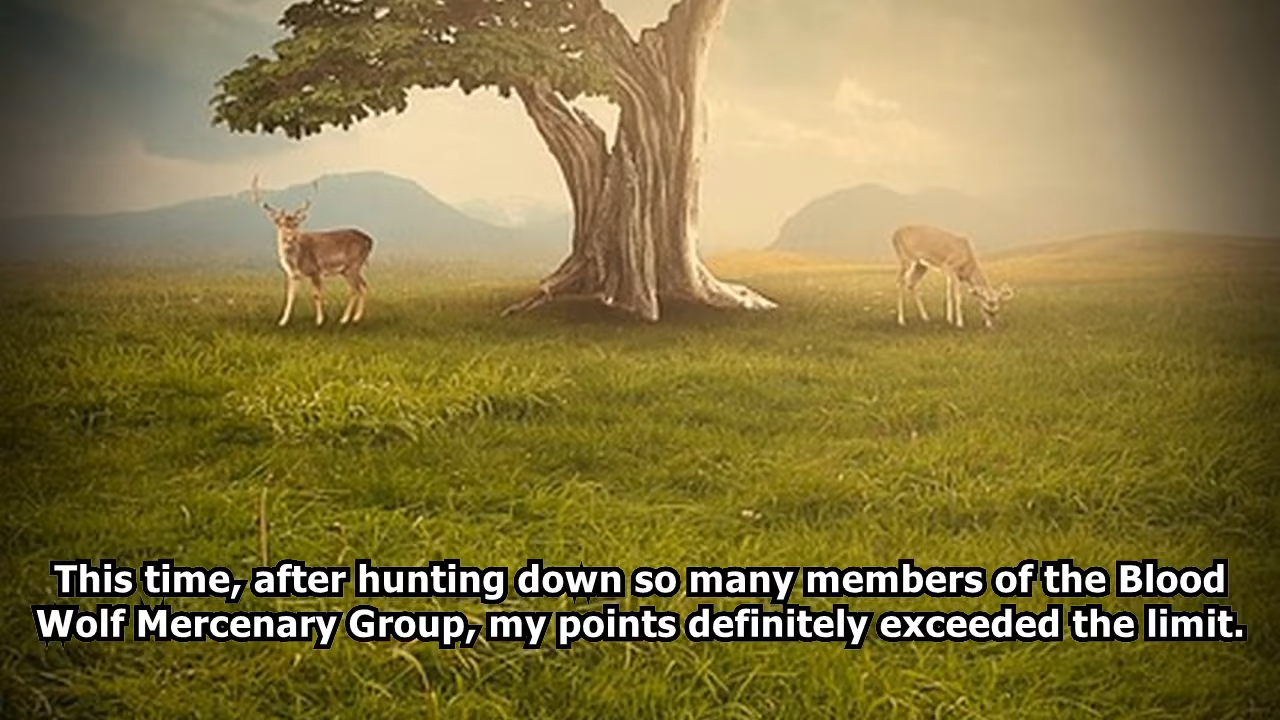 This time, after hunting down so many members of the Blood
Wolf Mercenary Group, my points definitely exceeded the limit.